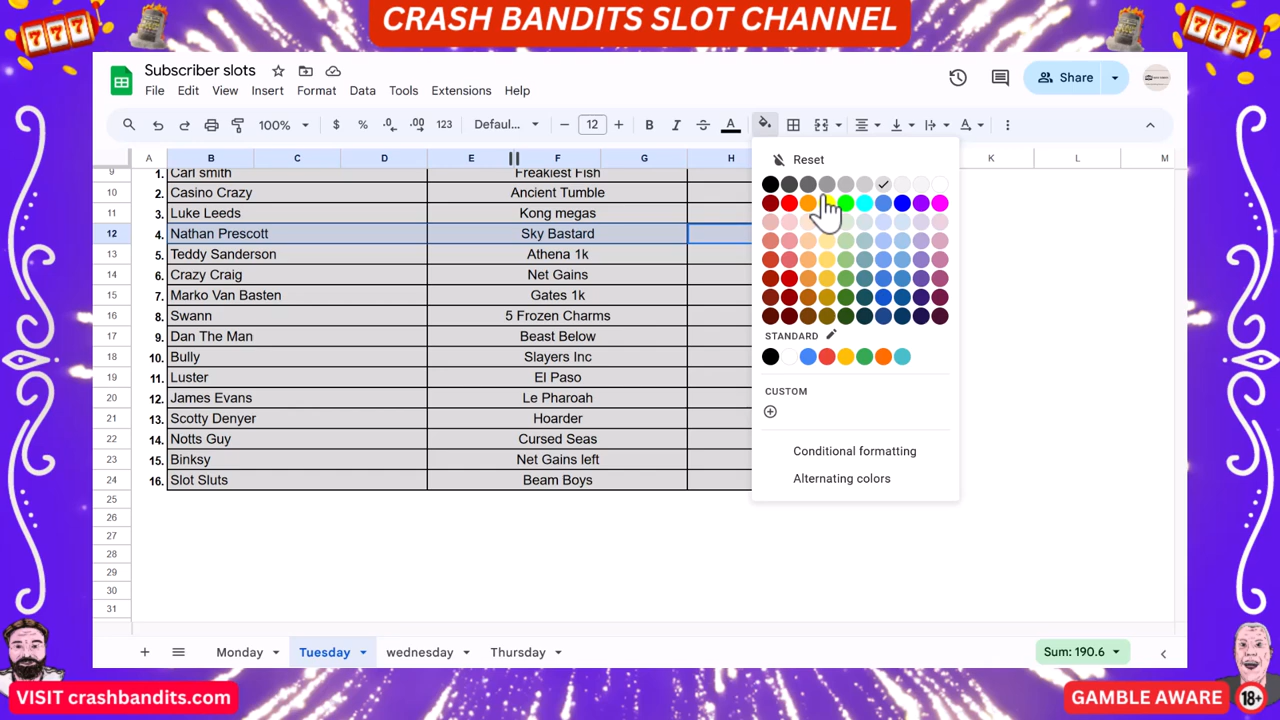 CRASH BANDITS SLOT CHANNEL
777
777
Subscriber slots
Share
File Edit View Insert Format Data Tools Extensions Help
100% $ % .0 .00 123 Defaul... − 12 + B I S A
A B C D E F G H K L M
9 1. Carl smith Freakiest Fish
10 2. Casino Crazy Ancient Tumble
11 3. Luke Leeds Kong megas
12 4. Nathan Prescott Sky Bastard
13 5. Teddy Sanderson Athena 1k
14 6. Crazy Craig Net Gains
15 7. Marko Van Basten Gates 1k
16 8. Swann 5 Frozen Charms
17 9. Dan The Man Beast Below
18 10. Bully Slayers Inc
19 11. Luster El Paso
20 12. James Evans Le Pharoah
21 13. Scotty Denyer Hoarder
22 14. Notts Guy Cursed Seas
23 15. Binksy Net Gains left
24 16. Slot Sluts Beam Boys
25
26
27
28
29
30
31
Reset
STANDARD
CUSTOM
Conditional formatting
Alternating colors
+ Monday Tuesday wednesday Thursday Sum: 190.6
VISIT crashbandits.com
GAMBLE AWARE 18+